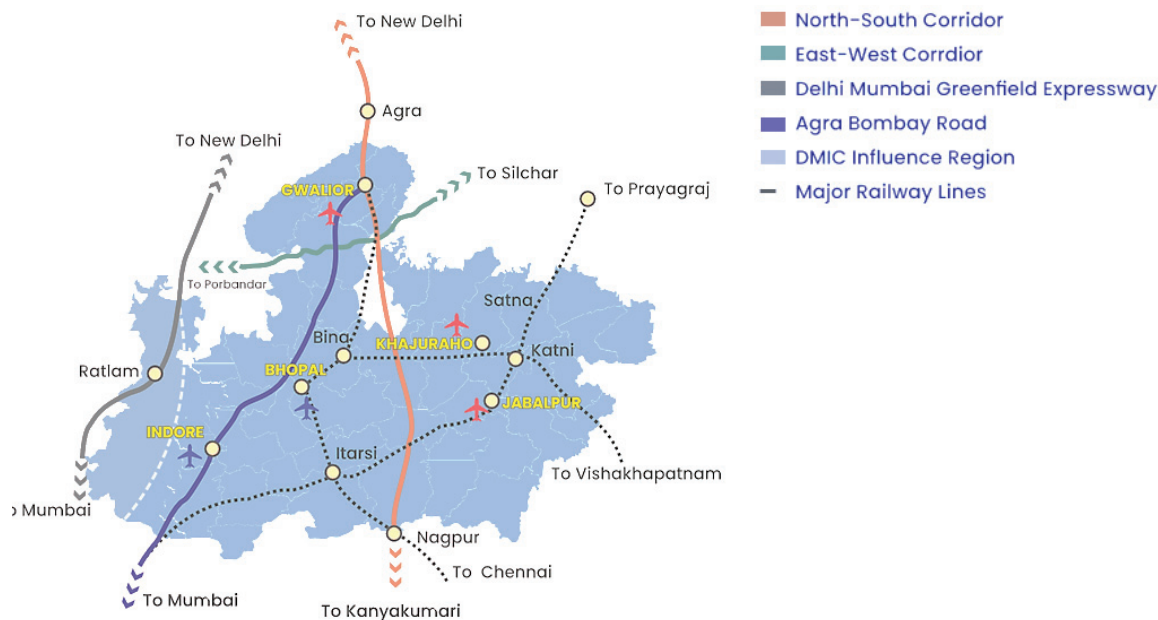 To New Delhi
Agra
To New Delhi
GWALIOR
To Silchar
To Prayagraj
To Porbandar
Satna
Bina
KHAJURAHO
Katni
Ratlam
BHOPAL
JABALPUR
INDORE
Itarsi
To Vishakhapatnam
o Mumbai
Nagpur
To Chennai
To Mumbai
To Kanyakumari
North-South Corridor
East-West Corrdior
Delhi Mumbai Greenfield Expressway
Agra Bombay Road
DMIC Influence Region
Major Railway Lines